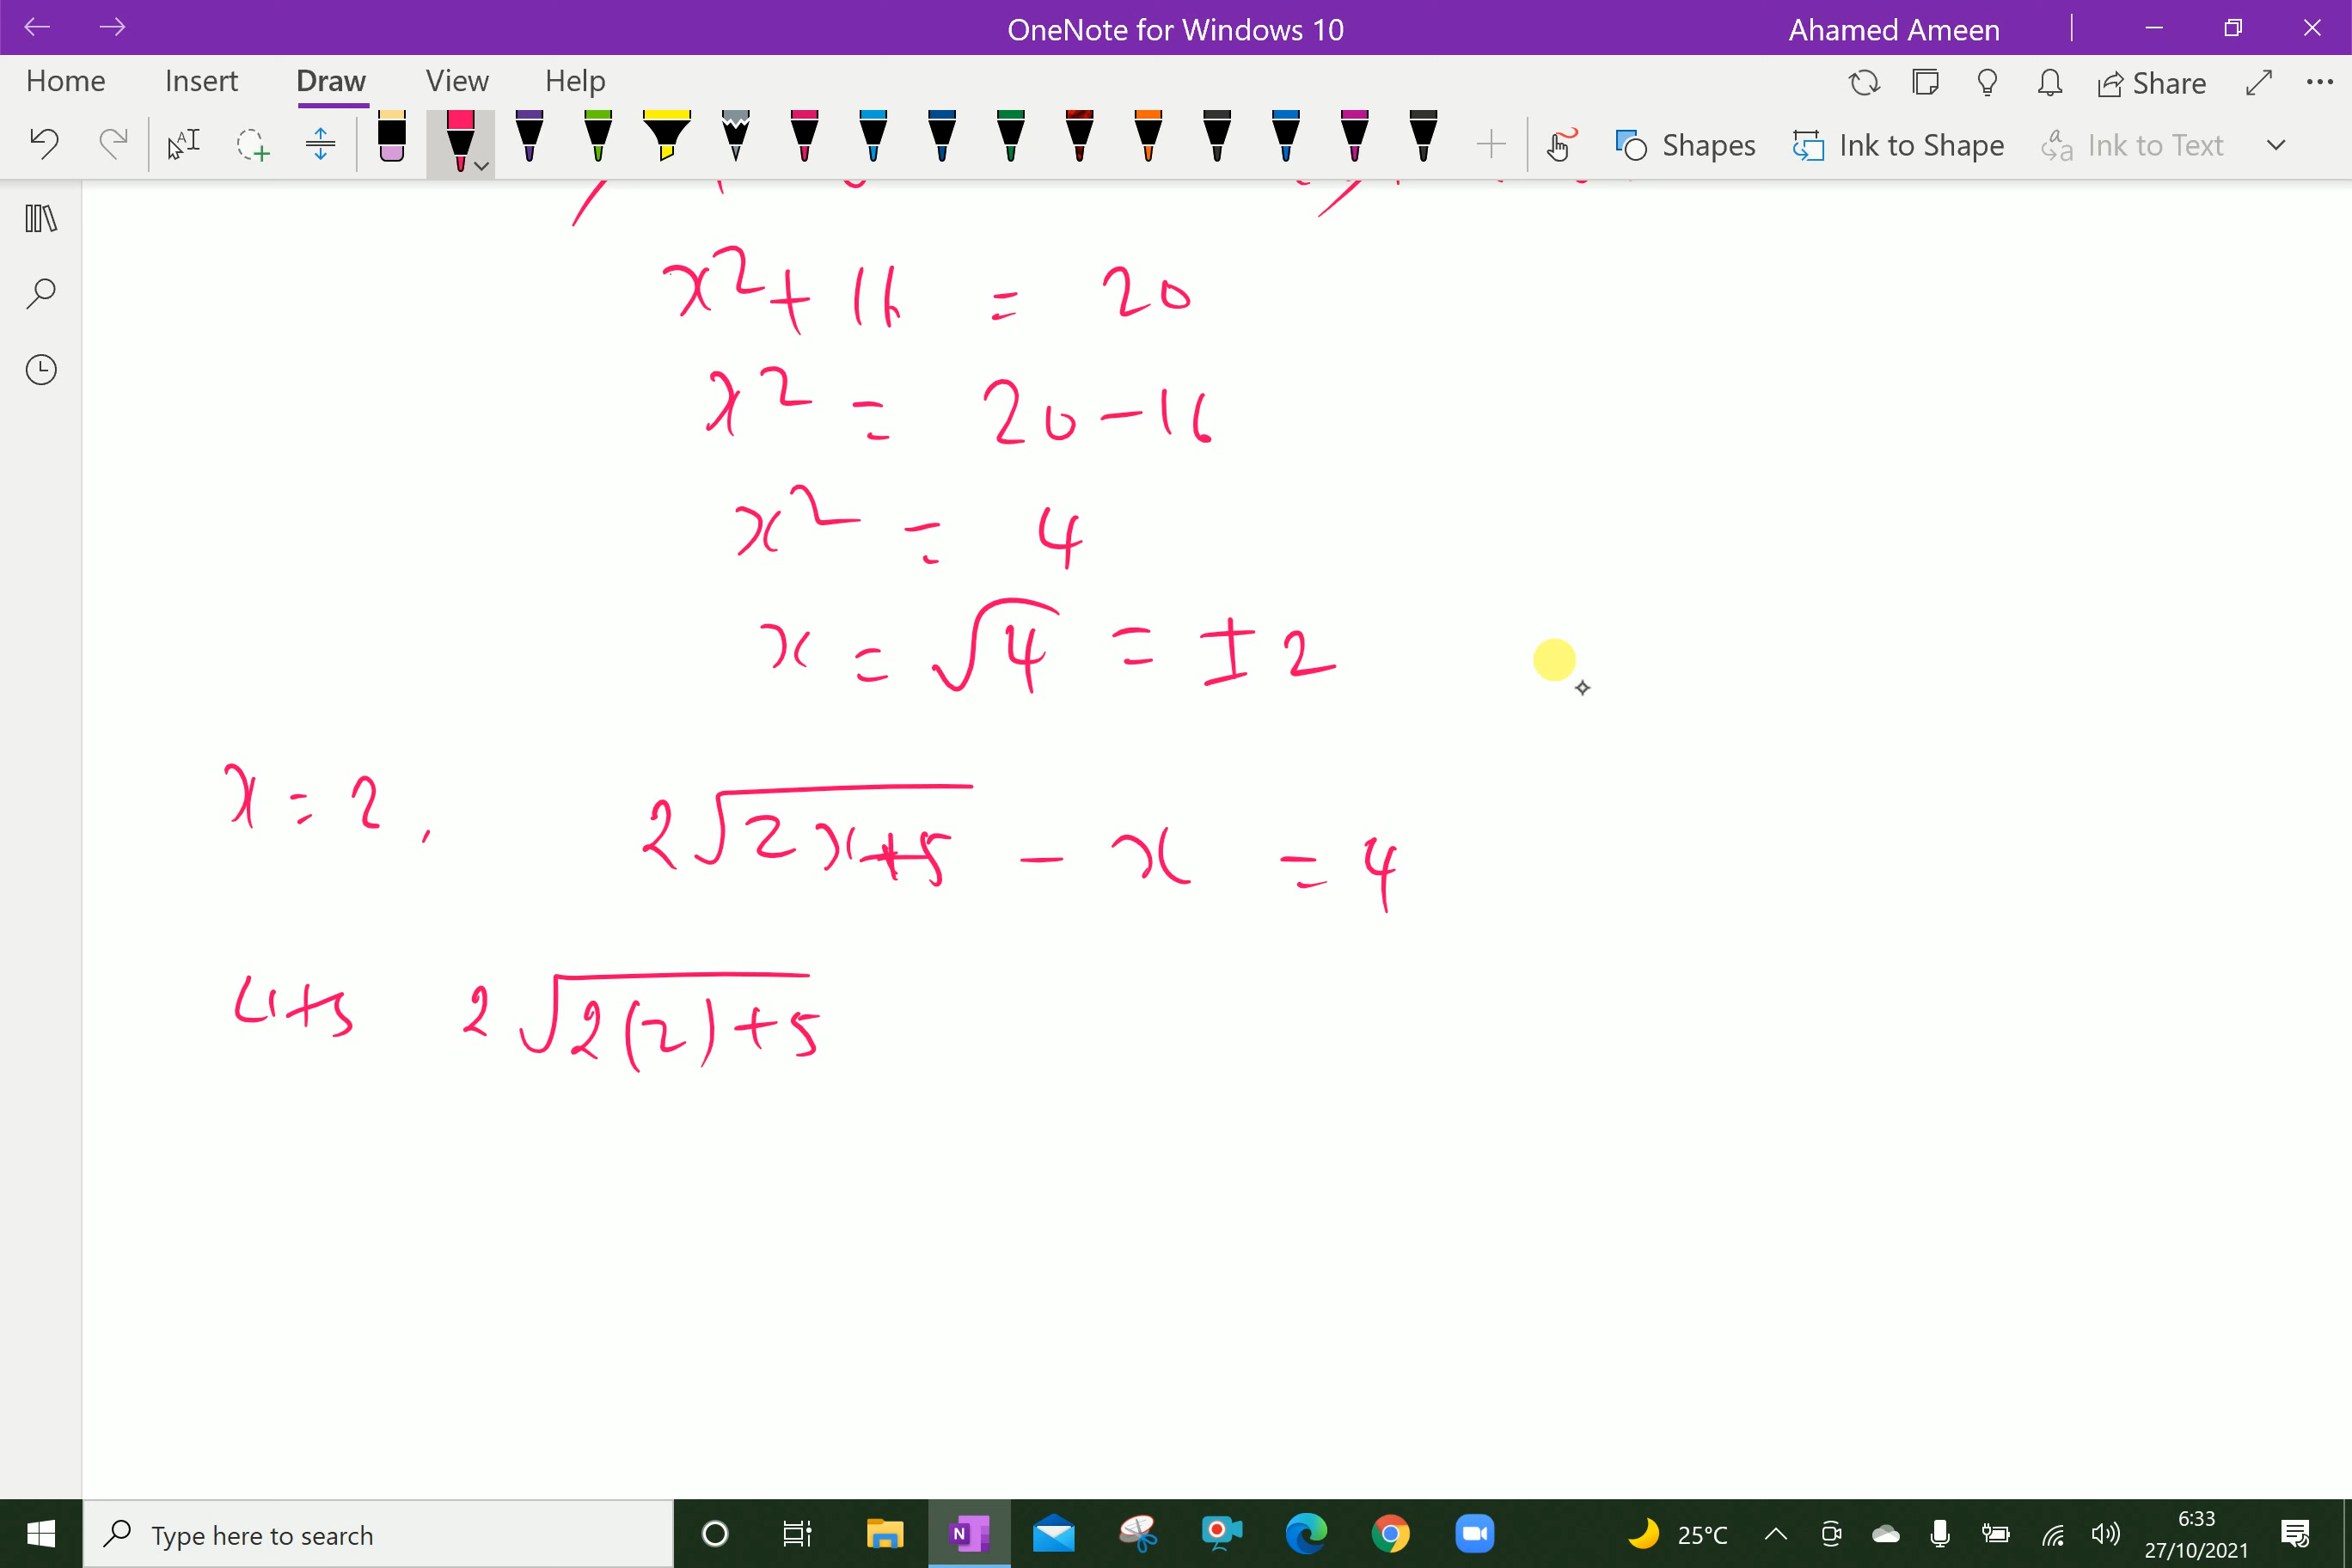 OneNote for Windows 10 Ahamed Ameen
Home Insert Draw View Help Share
Shapes Ink to Shape Ink to Text
x² + 16 = 20
x² = 20 - 16
x² = 4
x = √4 = ± 2
x = 2, 2√(2x+5) - x = 4
LHS 2√(2(2)+5)
Type here to search 25°C 6:33
27/10/2021